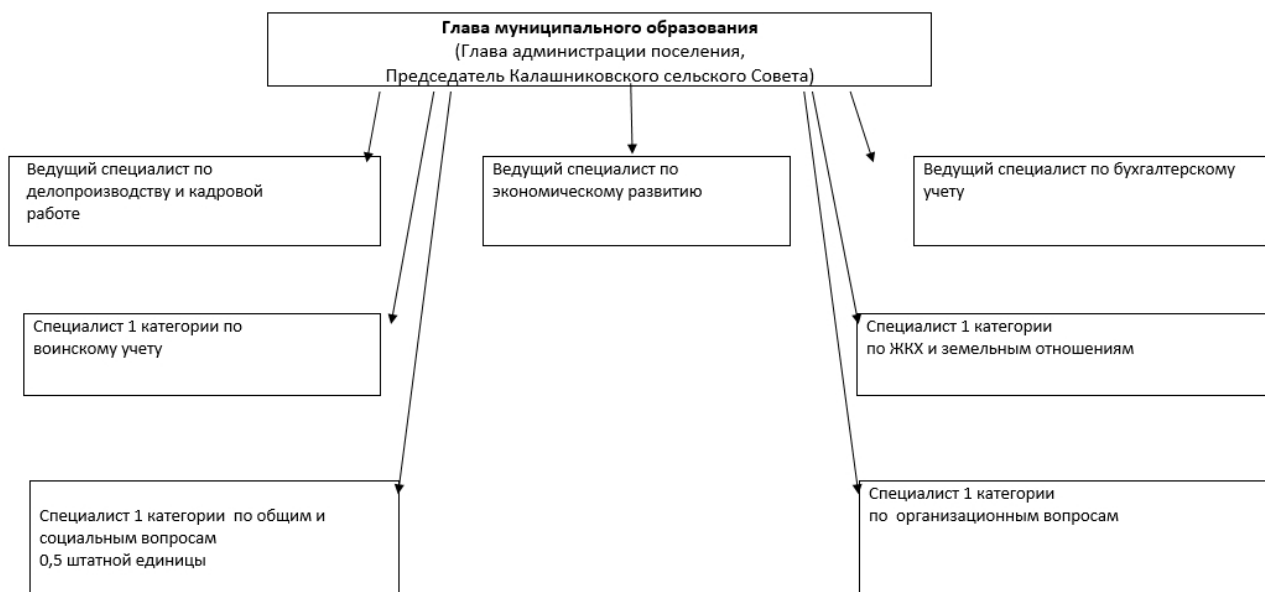 Глава муниципального образования
(Глава администрации поселения,
Председатель Калашниковского сельского Совета)
Ведущий специалист по
делопроизводству и кадровой
работе
Ведущий специалист по
экономическому развитию
Ведущий специалист по бухгалтерскому
учету
Специалист 1 категории по
воинскому учету
Специалист 1 категории
по ЖКХ и земельным отношениям
Специалист 1 категории  по общим и
социальным вопросам
0,5 штатной единицы
Специалист 1 категории
по  организационным вопросам